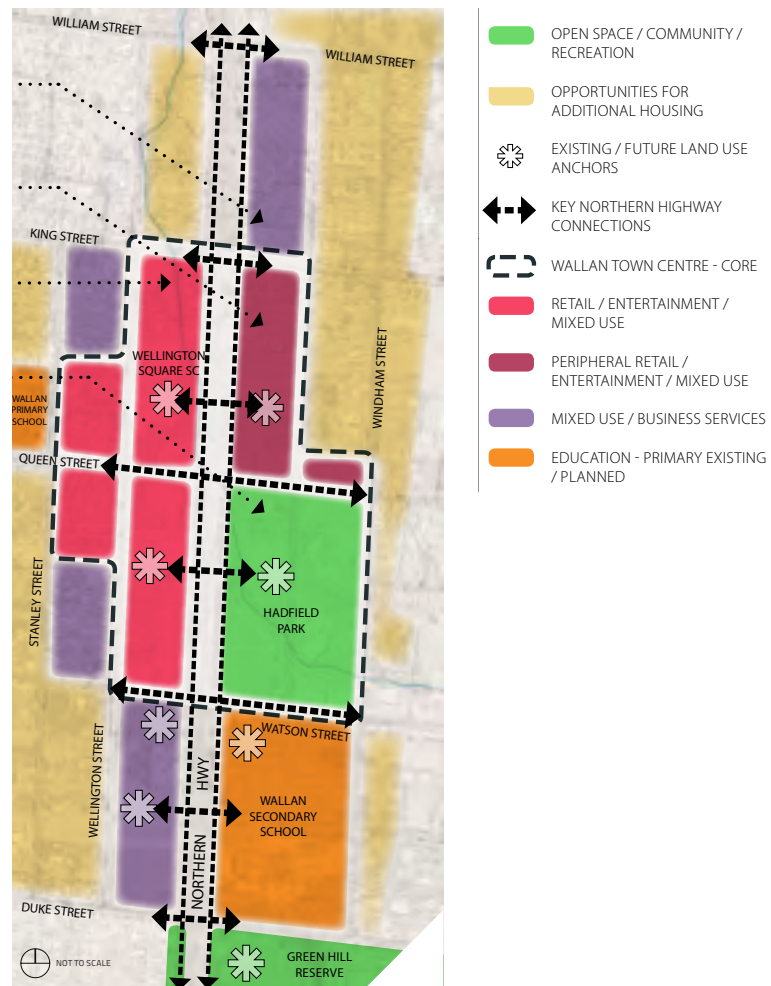 WILLIAM STREET
WILLIAM STREET
KING STREET
WELLINGTON
SQUARE SC
WINDHAM STREET
WALLAN
PRIMARY
SCHOOL
QUEEN STREET
STANLEY STREET
HADFIELD
PARK
WATSON STREET
WELLINGTON STREET
NORTHERN HWY
WALLAN
SECONDARY
SCHOOL
DUKE STREET
NOT TO SCALE
GREEN HILL
RESERVE
OPEN SPACE / COMMUNITY /
RECREATION
OPPORTUNITIES FOR
ADDITIONAL HOUSING
EXISTING / FUTURE LAND USE
ANCHORS
KEY NORTHERN HIGHWAY
CONNECTIONS
WALLAN TOWN CENTRE - CORE
RETAIL / ENTERTAINMENT /
MIXED USE
PERIPHERAL RETAIL /
ENTERTAINMENT / MIXED USE
MIXED USE / BUSINESS SERVICES
EDUCATION - PRIMARY EXISTING
/ PLANNED